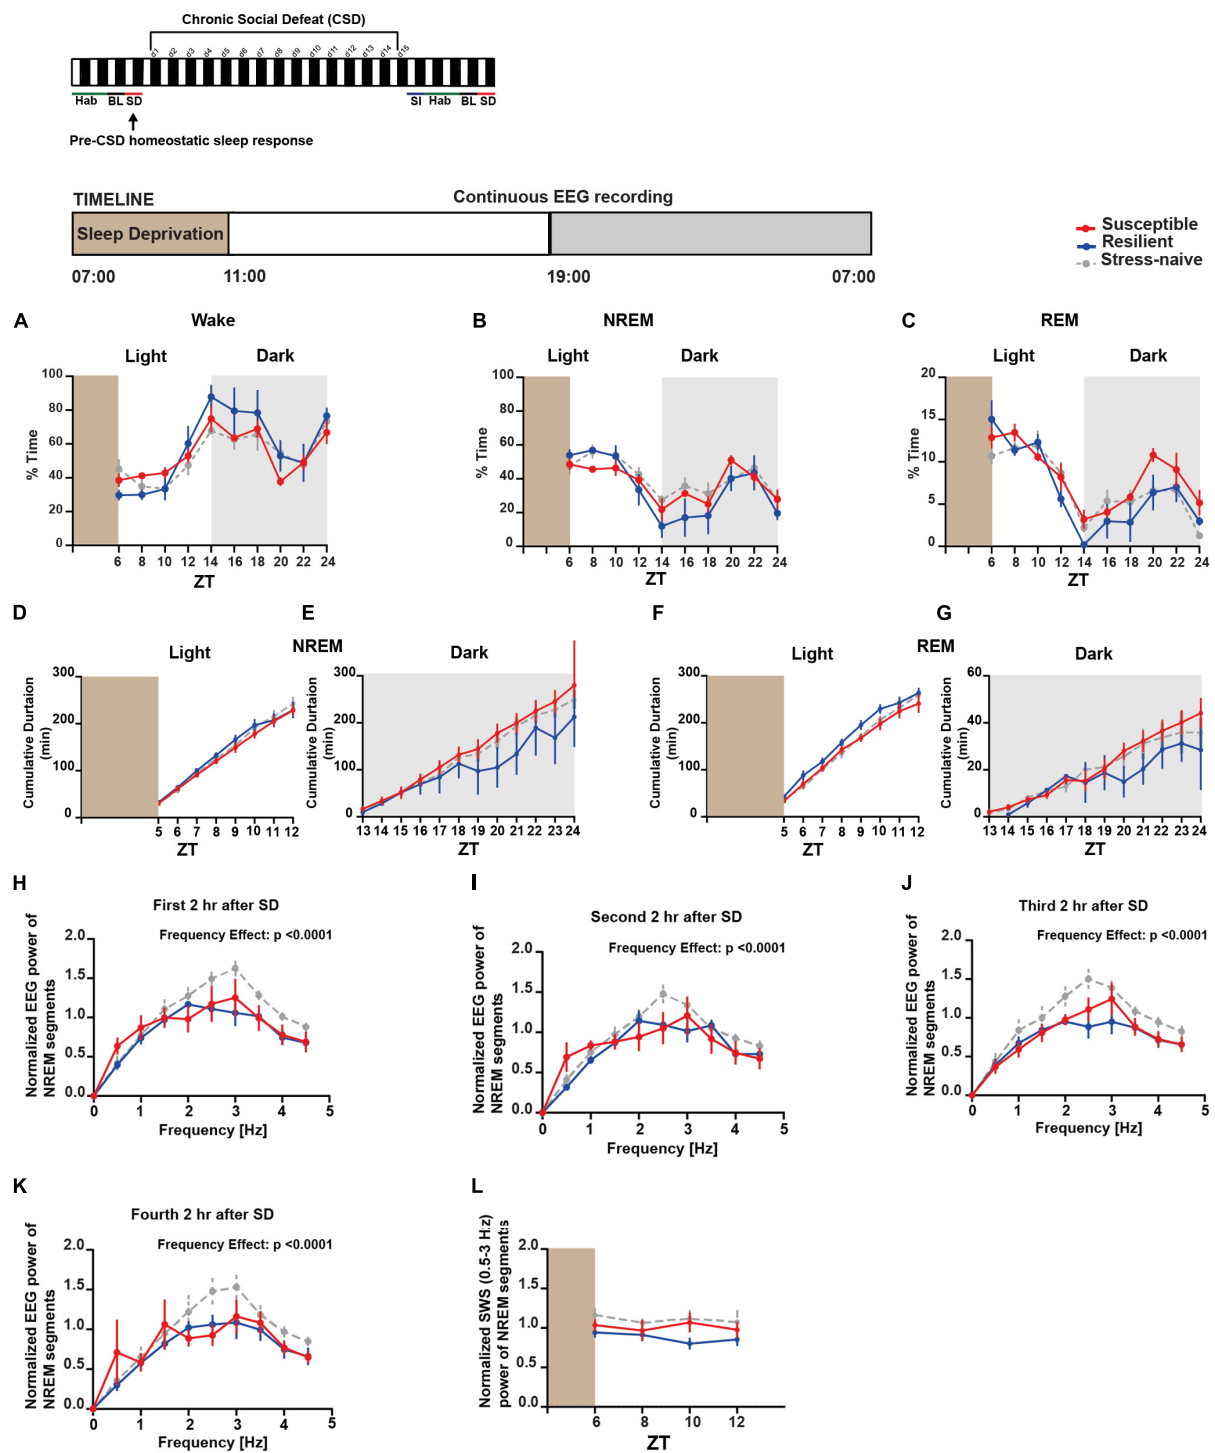 Chronic Social Defeat (CSD)
d1 d2 d3 d4 d5 d6 d7 d8 d9 d10 d11 d12 d13 d14 d15
Hab BL SD SI Hab BL SD
Pre-CSD homeostatic sleep response
TIMELINE Continuous EEG recording
Sleep Deprivation
07:00 11:00 19:00 07:00
Susceptible
Resilient
Stress-naive
A Wake
Light Dark
% Time
100
80
60
40
20
0
6 8 10 12 14 16 18 20 22 24
ZT
B NREM
Light Dark
% Time
100
80
60
40
20
0
6 8 10 12 14 16 18 20 22 24
ZT
C REM
Light Dark
% Time
20
15
10
5
0
6 8 10 12 14 16 18 20 22 24
ZT
D E NREM
Light Dark
Cumulative Durtaion
(min)
300
200
100
0
5 6 7 8 9 10 11 12
ZT
Cumulative Durtaion
(min)
300
200
100
0
13 14 15 16 17 18 19 20 21 22 23 24
ZT
F G REM
Light Dark
Cumulative Durtaion
(min)
300
200
100
0
5 6 7 8 9 10 11 12
ZT
Cumulative Durtaion
(min)
60
40
20
0
13 14 15 16 17 18 19 20 21 22 23 24
ZT
H
First 2 hr after SD
Frequency Effect: p <0.0001
Normalized EEG power of
NREM segments
2.0
1.5
1.0
0.5
0.0
0 1 2 3 4 5
Frequency [Hz]
I
Second 2 hr after SD
Frequency Effect: p <0.0001
Normalized EEG power of
NREM segments
2.0
1.5
1.0
0.5
0.0
0 1 2 3 4 5
Frequency [Hz]
J
Third 2 hr after SD
Frequency Effect: p <0.0001
Normalized EEG power of
NREM segments
2.0
1.5
1.0
0.5
0.0
0 1 2 3 4 5
Frequency [Hz]
K
Fourth 2 hr after SD
Frequency Effect: p <0.0001
Normalized EEG power of
NREM segments
2.0
1.5
1.0
0.5
0.0
0 1 2 3 4 5
Frequency [Hz]
L
Normalized SWS (0.5-3 Hz)
power of NREM segments
2.0
1.5
1.0
0.5
0.0
6 8 10 12
ZT